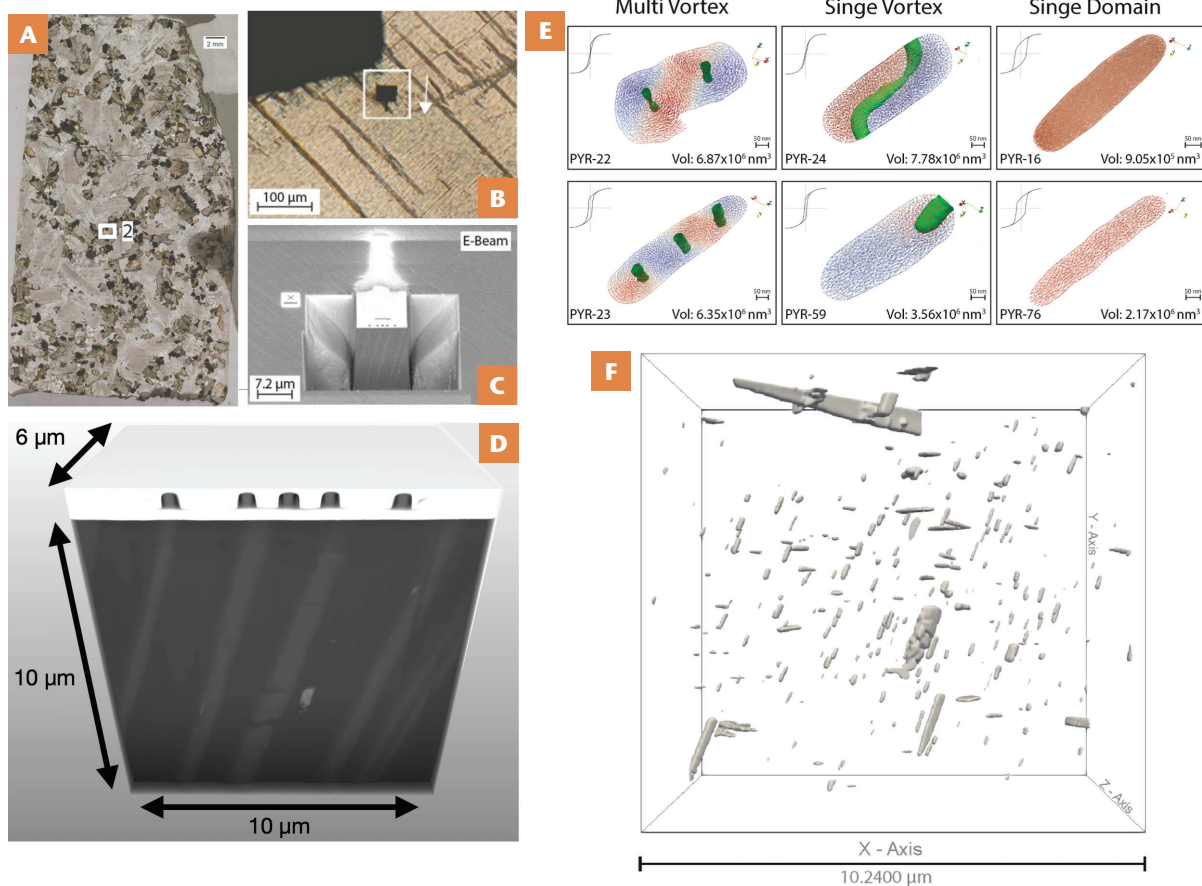 A
2 mm
2
B
100 µm
E-Beam
C
7.2 µm
D
6 µm
10 µm
10 µm
E
Multi Vortex
Singe Vortex
Singe Domain
50 nm
PYR-22
Vol: 6.87x10⁶ nm³
50 nm
PYR-24
Vol: 7.78x10⁶ nm³
50 nm
PYR-16
Vol: 9.05x10⁵ nm³
50 nm
PYR-23
Vol: 6.35x10⁶ nm³
50 nm
PYR-59
Vol: 3.56x10⁶ nm³
50 nm
PYR-76
Vol: 2.17x10⁶ nm³
F
Y - Axis
Z - Axis
X - Axis
10.2400 µm